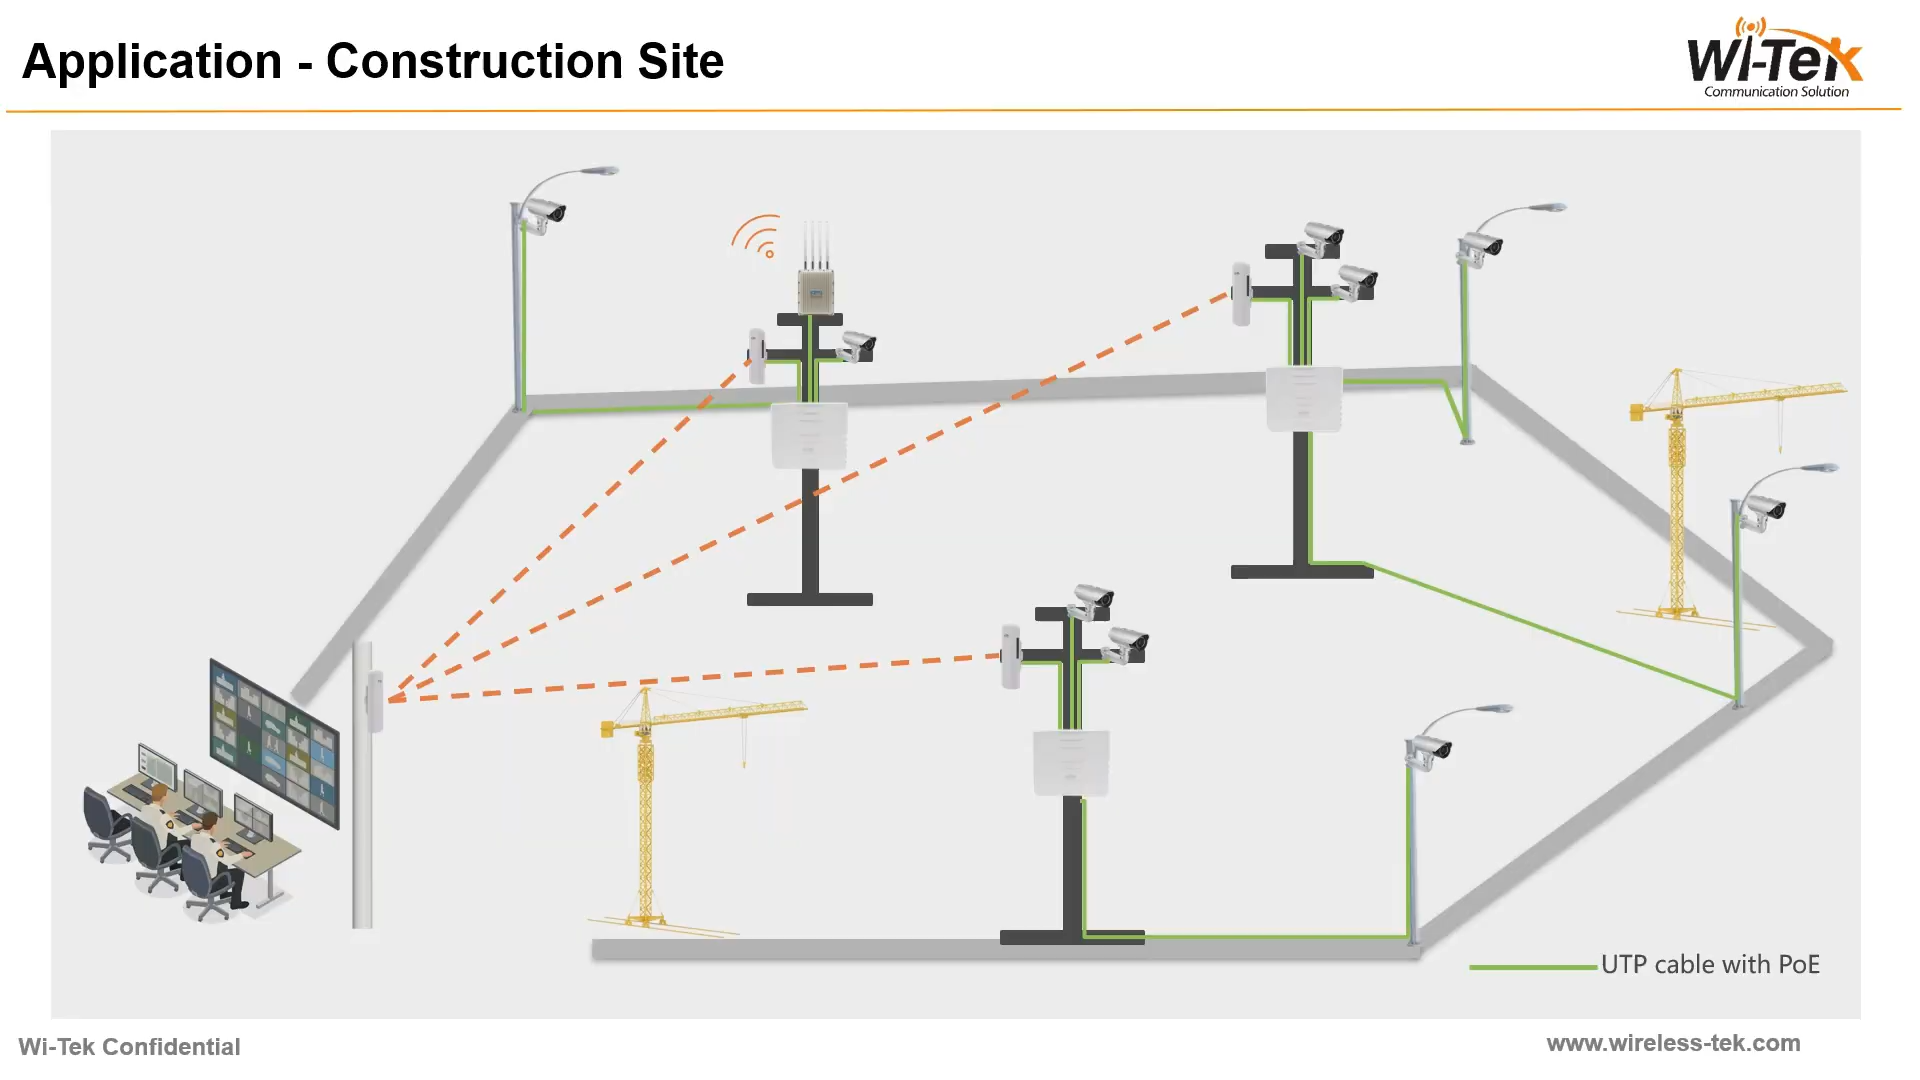 Application - Construction Site
Wi-Tek
Communication Solution
UTP cable with PoE
Wi-Tek Confidential
www.wireless-tek.com